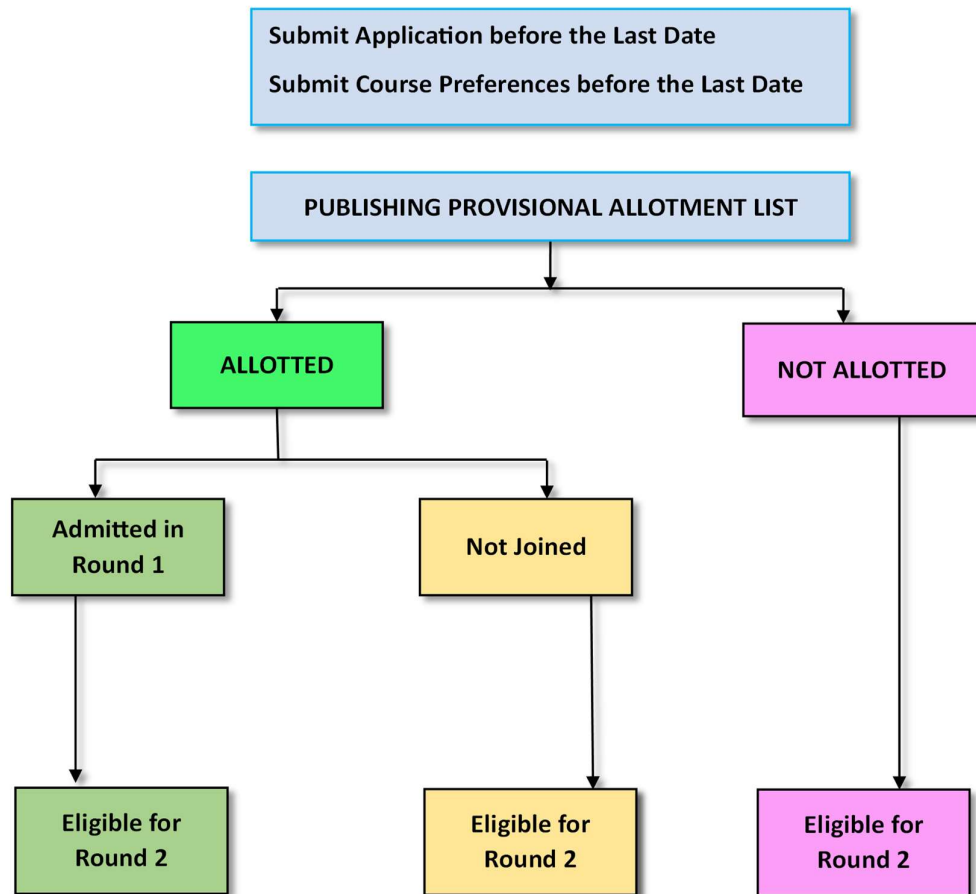 Submit Application before the Last Date
Submit Course Preferences before the Last Date
PUBLISHING PROVISIONAL ALLOTMENT LIST
ALLOTTED
NOT ALLOTTED
Admitted in
Round 1
Not Joined
Eligible for
Round 2
Eligible for
Round 2
Eligible for
Round 2